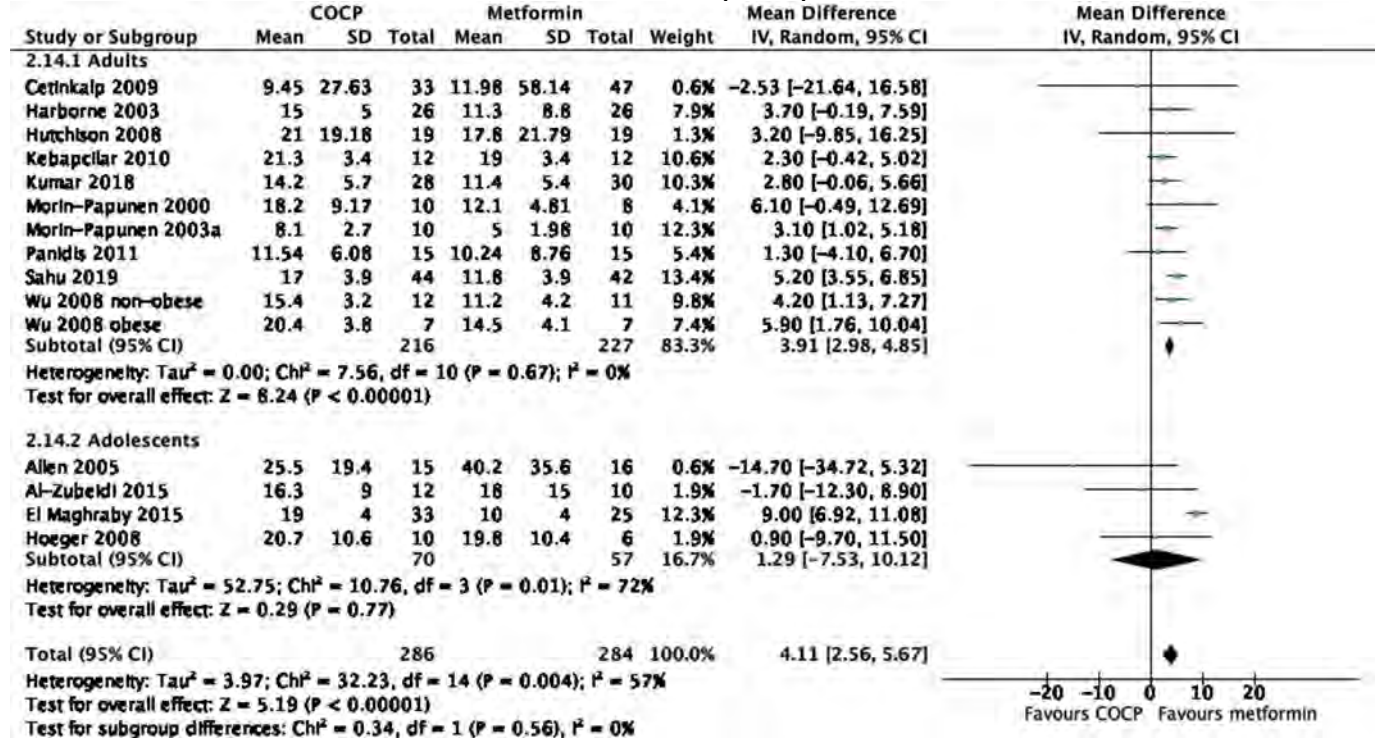 COCP Metformin Mean Difference Mean Difference
Study or Subgroup Mean SD Total Mean SD Total Weight IV, Random, 95% CI IV, Random, 95% CI
2.14.1 Adults
Cetinkalp 2009 9.45 27.63 33 11.98 58.14 47 0.6% −2.53 [−21.64, 16.58]
Harborne 2003 15 5 26 11.3 8.8 26 7.9% 3.70 [−0.19, 7.59]
Hutchison 2008 21 19.18 19 17.8 21.79 19 1.3% 3.20 [−9.85, 16.25]
Kebapcilar 2010 21.3 3.4 12 19 3.4 12 10.6% 2.30 [−0.42, 5.02]
Kumar 2018 14.2 5.7 28 11.4 5.4 30 10.3% 2.80 [−0.06, 5.66]
Morin−Papunen 2000 18.2 9.17 10 12.1 4.81 8 4.1% 6.10 [−0.49, 12.69]
Morin−Papunen 2003a 8.1 2.7 10 5 1.98 10 12.3% 3.10 [1.02, 5.18]
Panidis 2011 11.54 6.08 15 10.24 8.76 15 5.4% 1.30 [−4.10, 6.70]
Sahu 2019 17 3.9 44 11.8 3.9 42 13.4% 5.20 [3.55, 6.85]
Wu 2008 non−obese 15.4 3.2 12 11.2 4.2 11 9.8% 4.20 [1.13, 7.27]
Wu 2008 obese 20.4 3.8 7 14.5 4.1 7 7.4% 5.90 [1.76, 10.04]
Subtotal (95% CI) 216 227 83.3% 3.91 [2.98, 4.85]
Heterogeneity: Tau² = 0.00; Chi² = 7.56, df = 10 (P = 0.67); I² = 0%
Test for overall effect: Z = 8.24 (P < 0.00001)
2.14.2 Adolescents
Allen 2005 25.5 19.4 15 40.2 35.6 16 0.6% −14.70 [−34.72, 5.32]
Al−Zubeidi 2015 16.3 9 12 18 15 10 1.9% −1.70 [−12.30, 8.90]
El Maghraby 2015 19 4 33 10 4 25 12.3% 9.00 [6.92, 11.08]
Hoeger 2008 20.7 10.6 10 19.8 10.4 6 1.9% 0.90 [−9.70, 11.50]
Subtotal (95% CI) 70 57 16.7% 1.29 [−7.53, 10.12]
Heterogeneity: Tau² = 52.75; Chi² = 10.76, df = 3 (P = 0.01); I² = 72%
Test for overall effect: Z = 0.29 (P = 0.77)
Total (95% CI) 286 284 100.0% 4.11 [2.56, 5.67]
Heterogeneity: Tau² = 3.97; Chi² = 32.23, df = 14 (P = 0.004); I² = 57%
Test for overall effect: Z = 5.19 (P < 0.00001)
Test for subgroup differences: Chi² = 0.34, df = 1 (P = 0.56), I² = 0%
−20 −10 0 10 20
Favours COCP Favours metformin